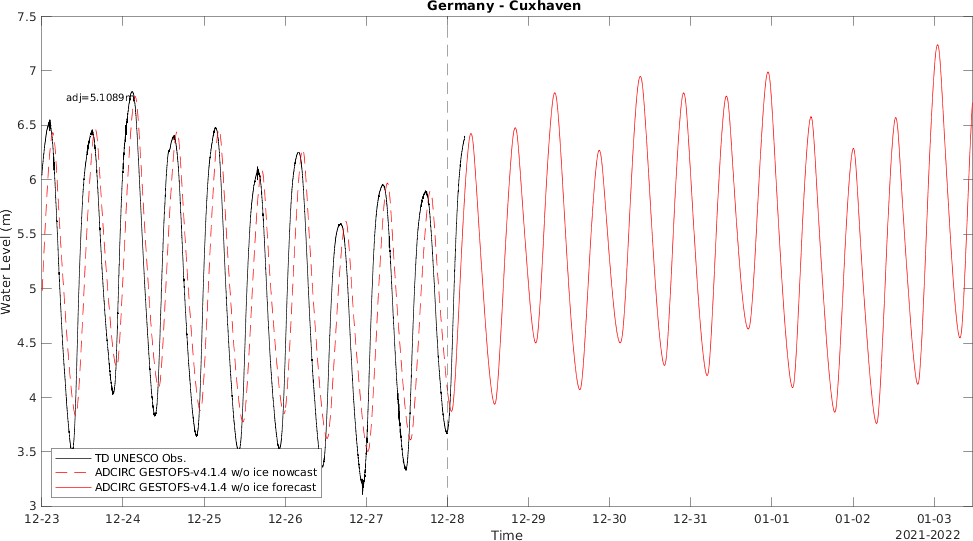 Germany - Cuxhaven
7.5
7
6.5
6
5.5
5
4.5
4
3.5
3
Water Level (m)
adj=5.1089m
TD UNESCO Obs.
ADCIRC GESTOFS-v4.1.4 w/o ice nowcast
ADCIRC GESTOFS-v4.1.4 w/o ice forecast
12-23 12-24 12-25 12-26 12-27 12-28 12-29 12-30 12-31 01-01 01-02 01-03
Time
2021-2022